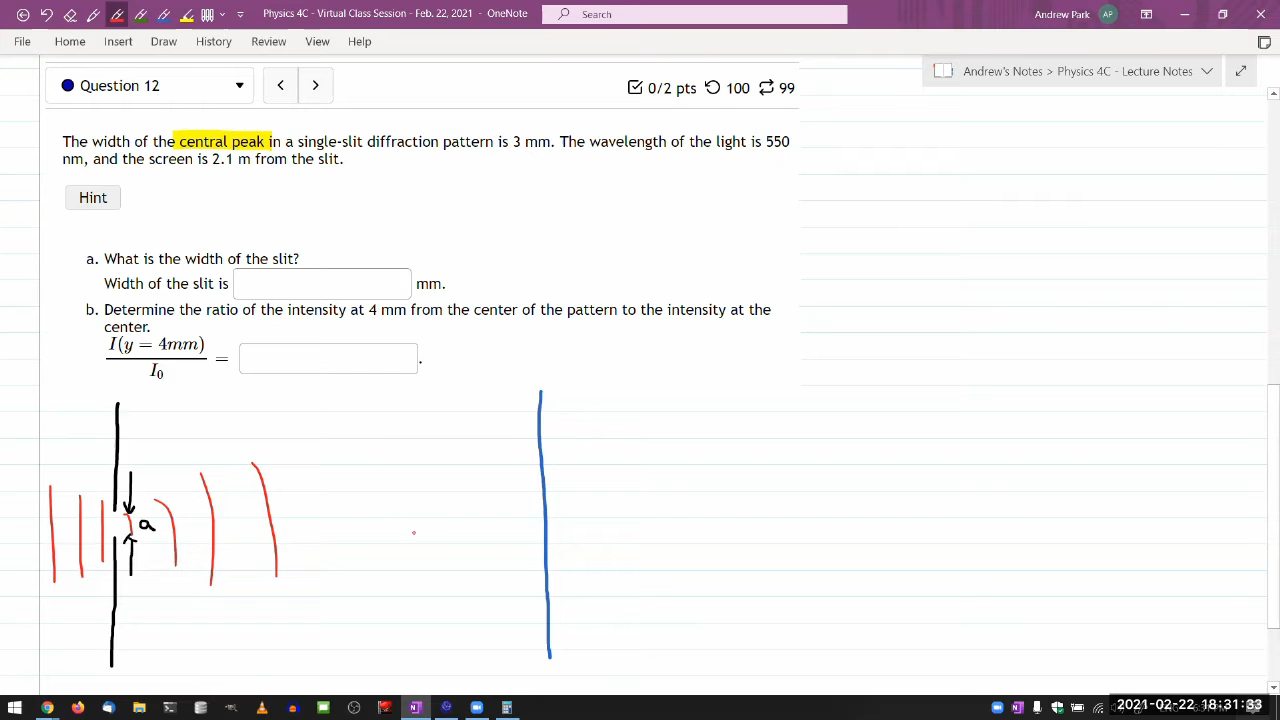 Physics 4C - Virtual Class Session - Feb. 22, 2021 - OneNote
Search
Andrew Park
AP
File Home Insert Draw History Review View Help
Question 12
0/2 pts 100 99
Andrew's Notes > Physics 4C - Lecture Notes
The width of the central peak in a single-slit diffraction pattern is 3 mm. The wavelength of the light is 550
nm, and the screen is 2.1 m from the slit.
Hint
a. What is the width of the slit?
Width of the slit is mm.
b. Determine the ratio of the intensity at 4 mm from the center of the pattern to the intensity at the
center.
I(y = 4mm)
=
.
I₀
a
2021-02-22 18:31:33